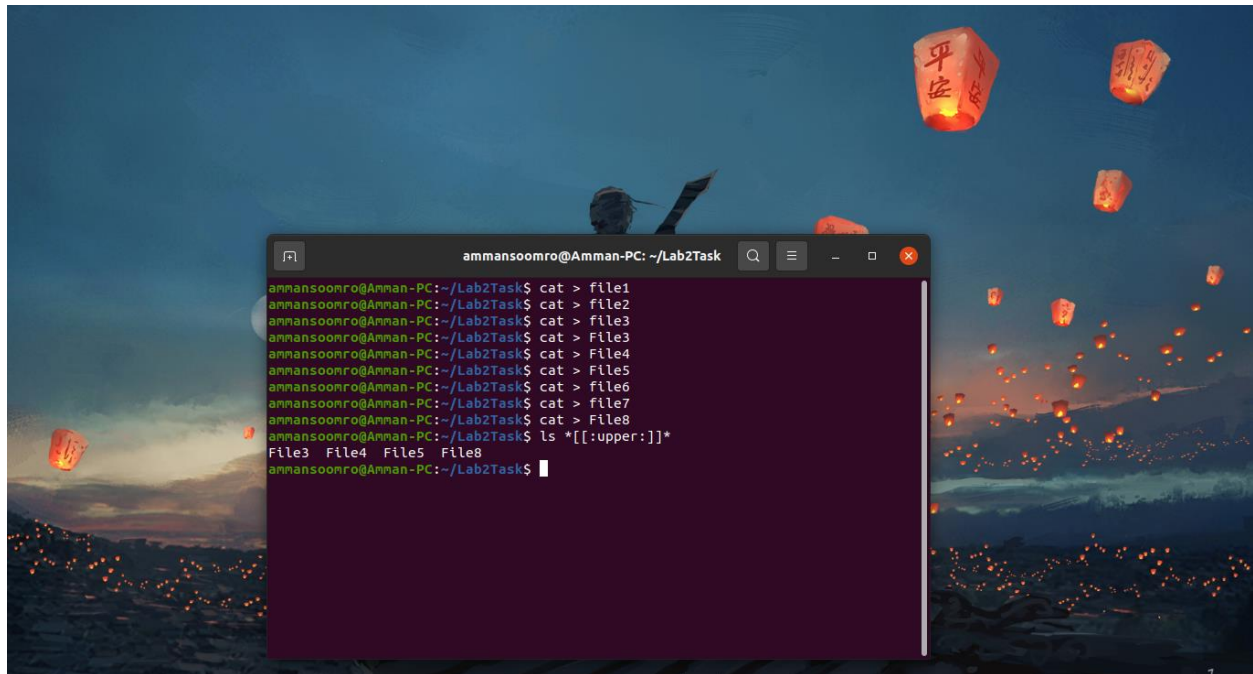 平安
ammansoomro@Amman-PC: ~/Lab2Task
ammansoomro@Amman-PC:~/Lab2Task$ cat > file1
ammansoomro@Amman-PC:~/Lab2Task$ cat > file2
ammansoomro@Amman-PC:~/Lab2Task$ cat > file3
ammansoomro@Amman-PC:~/Lab2Task$ cat > File3
ammansoomro@Amman-PC:~/Lab2Task$ cat > File4
ammansoomro@Amman-PC:~/Lab2Task$ cat > File5
ammansoomro@Amman-PC:~/Lab2Task$ cat > file6
ammansoomro@Amman-PC:~/Lab2Task$ cat > file7
ammansoomro@Amman-PC:~/Lab2Task$ cat > File8
ammansoomro@Amman-PC:~/Lab2Task$ ls *[[:upper:]]*
File3  File4  File5  File8
ammansoomro@Amman-PC:~/Lab2Task$